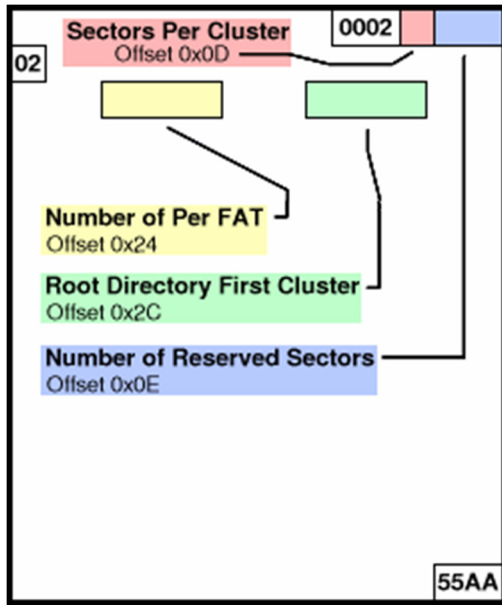 Sectors Per Cluster
Offset 0x0D
0002
02
Number of Per FAT
Offset 0x24
Root Directory First Cluster
Offset 0x2C
Number of Reserved Sectors
Offset 0x0E
55AA